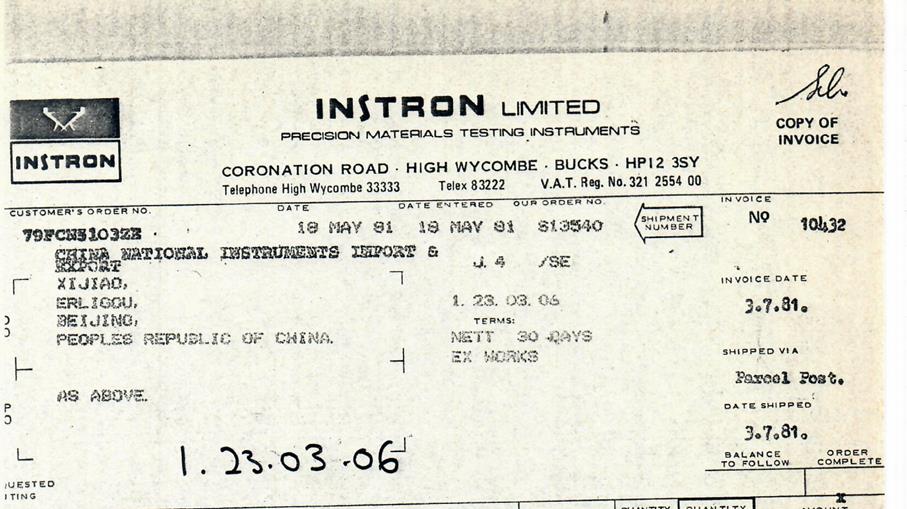 INSTRON LIMITED
PRECISION MATERIALS TESTING INSTRUMENTS
INSTRON
COPY OF
INVOICE
CORONATION ROAD · HIGH WYCOMBE · BUCKS · HP12 3SY
Telephone High Wycombe 33333 Telex 83222 V.A.T. Reg. No. 321 2554 00
CUSTOMER'S ORDER NO. DATE DATE ENTERED OUR ORDER NO. SHIPMENT NUMBER INVOICE
18 MAY 81 18 MAY 81 S13540 No 10432
CHINA NATIONAL INSTRUMENTS IMPORT &
EXPORT
J.4 /SE
XIJIAO,
ERLIGOU, 1.23.03.06
BEIJING, TERMS:
PEOPLES REPUBLIC OF CHINA. NETT 30 DAYS
EX WORKS
INVOICE DATE
3.7.81.
SHIPPED VIA
Parcel Post.
AS ABOVE.
DATE SHIPPED
3.7.81.
1.23.03.06
BALANCE TO FOLLOW ORDER COMPLETE
X
QUANTITY QUANTITY AMOUNT